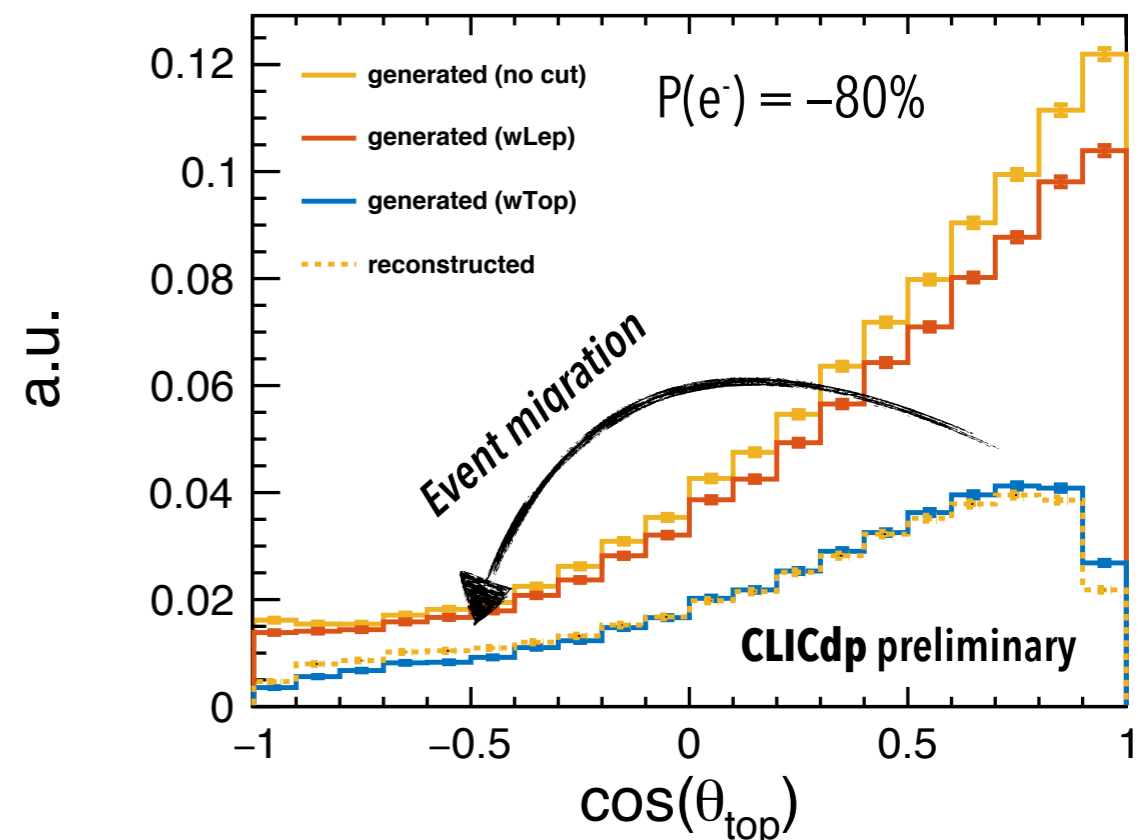 generated (no cut)
generated (wLep)
generated (wTop)
reconstructed
P(e⁻) = −80%
Event migration
CLICdp preliminary
a.u.
0.12
0.1
0.08
0.06
0.04
0.02
0
−1
−0.5
0
0.5
1
cos(θtop)